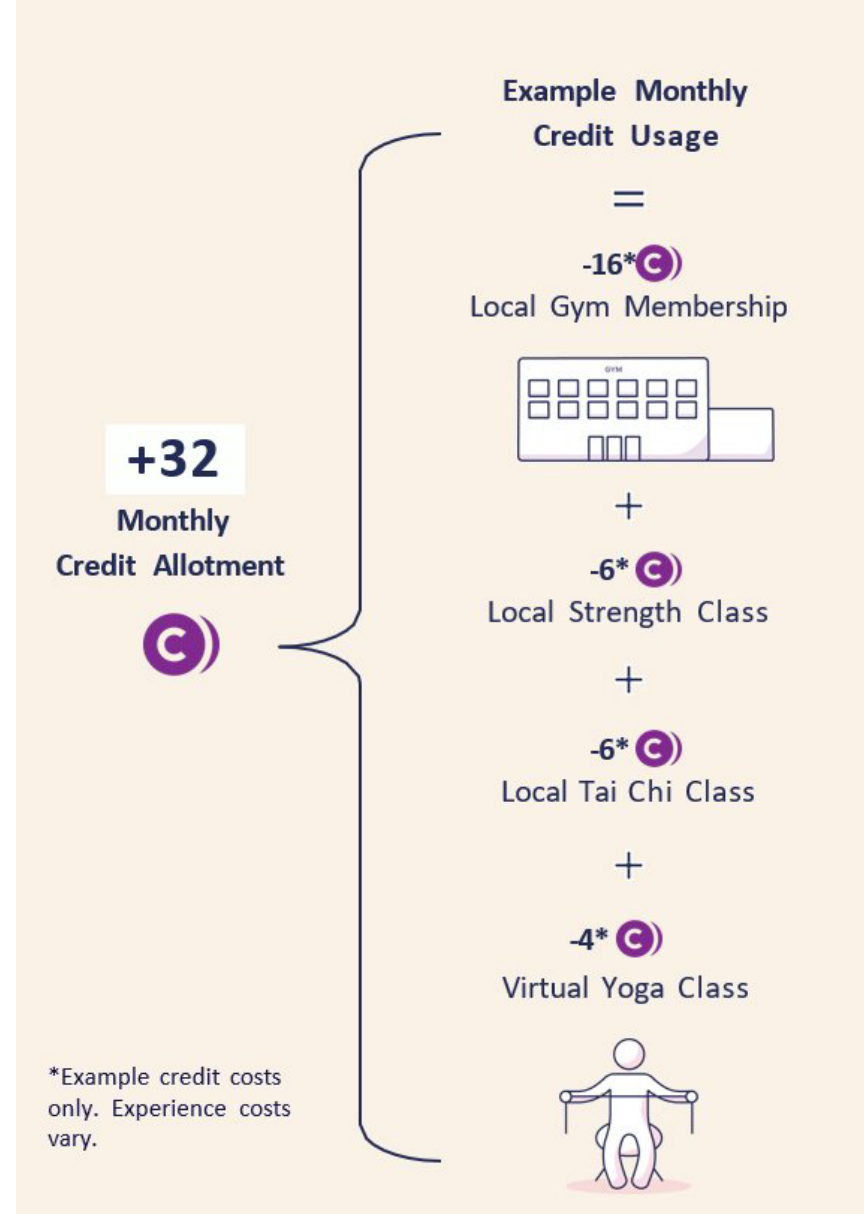 Example Monthly
Credit Usage
=
-16* C
Local Gym Membership
GYM
+
-6* C
Local Strength Class
+
-6* C
Local Tai Chi Class
+
-4* C
Virtual Yoga Class
+32
Monthly
Credit Allotment
C
*Example credit costs
only. Experience costs
vary.